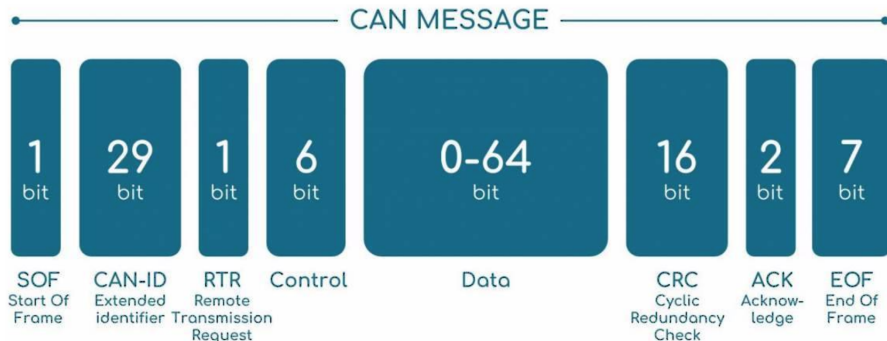 CAN MESSAGE
1
bit
29
bit
1
bit
6
bit
0-64
bit
16
bit
2
bit
7
bit
SOF
Start Of
Frame
CAN-ID
Extended
identifier
RTR
Remote
Transmission
Request
Control
Data
CRC
Cyclic
Redundancy
Check
ACK
Acknow-
ledge
EOF
End Of
Frame